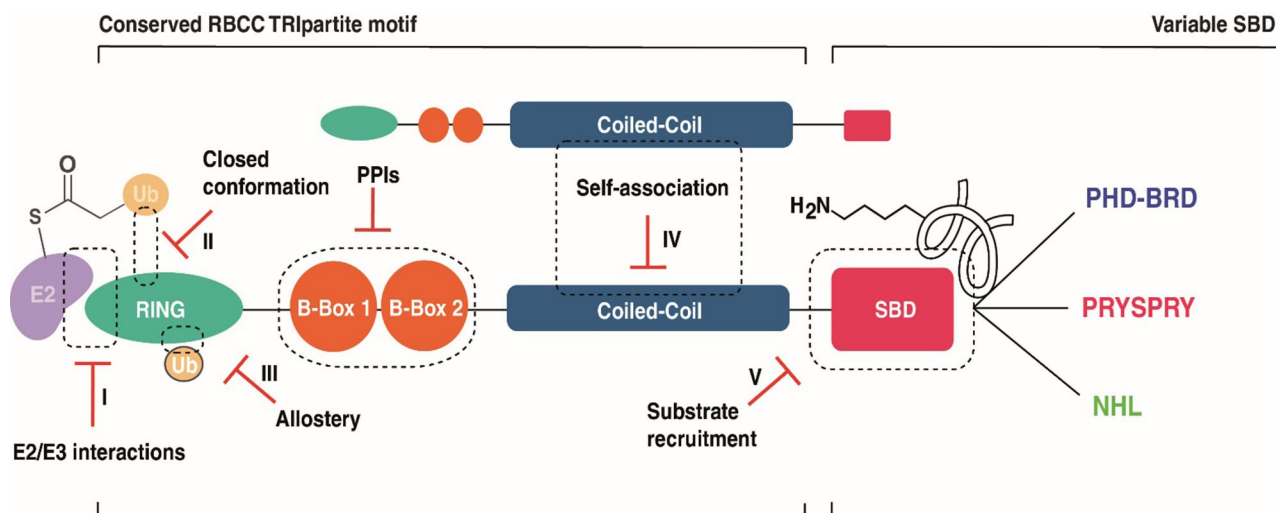 Conserved RBCC TRIpartite motif
Variable SBD
Coiled-Coil
O
Closed
conformation
PPIs
Self-association
Ub
S
II
IV
H₂N
PHD-BRD
E2
RING
B-Box 1
B-Box 2
Coiled-Coil
SBD
PRYSPRY
Ub
III
V
I
Allostery
Substrate
recruitment
NHL
E2/E3 interactions